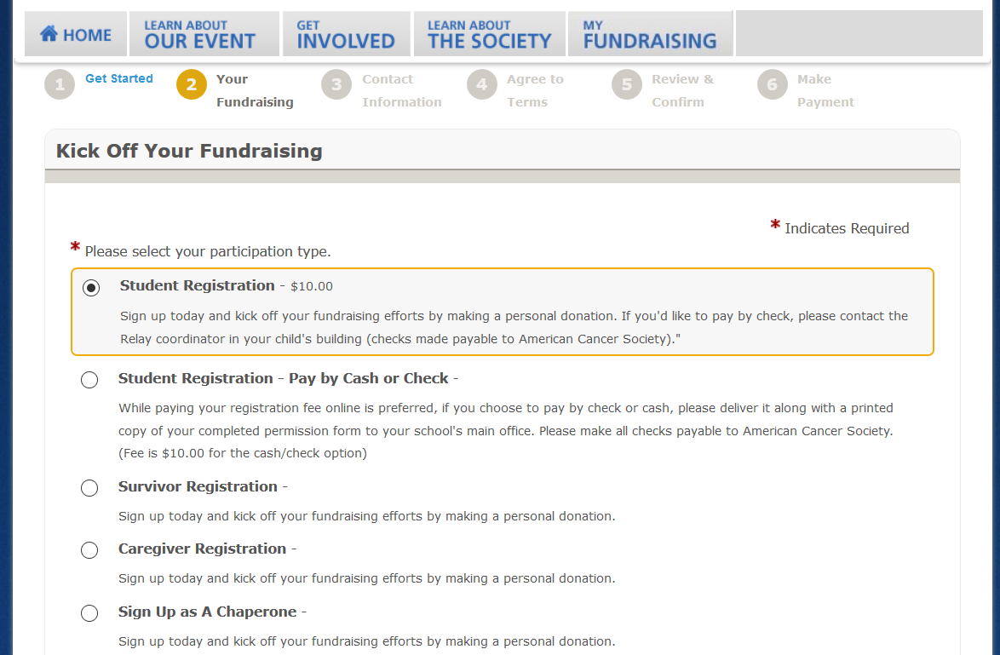 HOME
LEARN ABOUT
OUR EVENT
GET
INVOLVED
LEARN ABOUT
THE SOCIETY
MY
FUNDRAISING
1 Get Started
2 Your
Fundraising
3 Contact
Information
4 Agree to
Terms
5 Review &
Confirm
6 Make
Payment
Kick Off Your Fundraising
* Indicates Required
* Please select your participation type.
Student Registration - $10.00
Sign up today and kick off your fundraising efforts by making a personal donation. If you'd like to pay by check, please contact the
Relay coordinator in your child's building (checks made payable to American Cancer Society)."
Student Registration - Pay by Cash or Check -
While paying your registration fee online is preferred, if you choose to pay by check or cash, please deliver it along with a printed
copy of your completed permission form to your school's main office. Please make all checks payable to American Cancer Society.
(Fee is $10.00 for the cash/check option)
Survivor Registration -
Sign up today and kick off your fundraising efforts by making a personal donation.
Caregiver Registration -
Sign up today and kick off your fundraising efforts by making a personal donation.
Sign Up as A Chaperone -
Sign up today and kick off your fundraising efforts by making a personal donation.